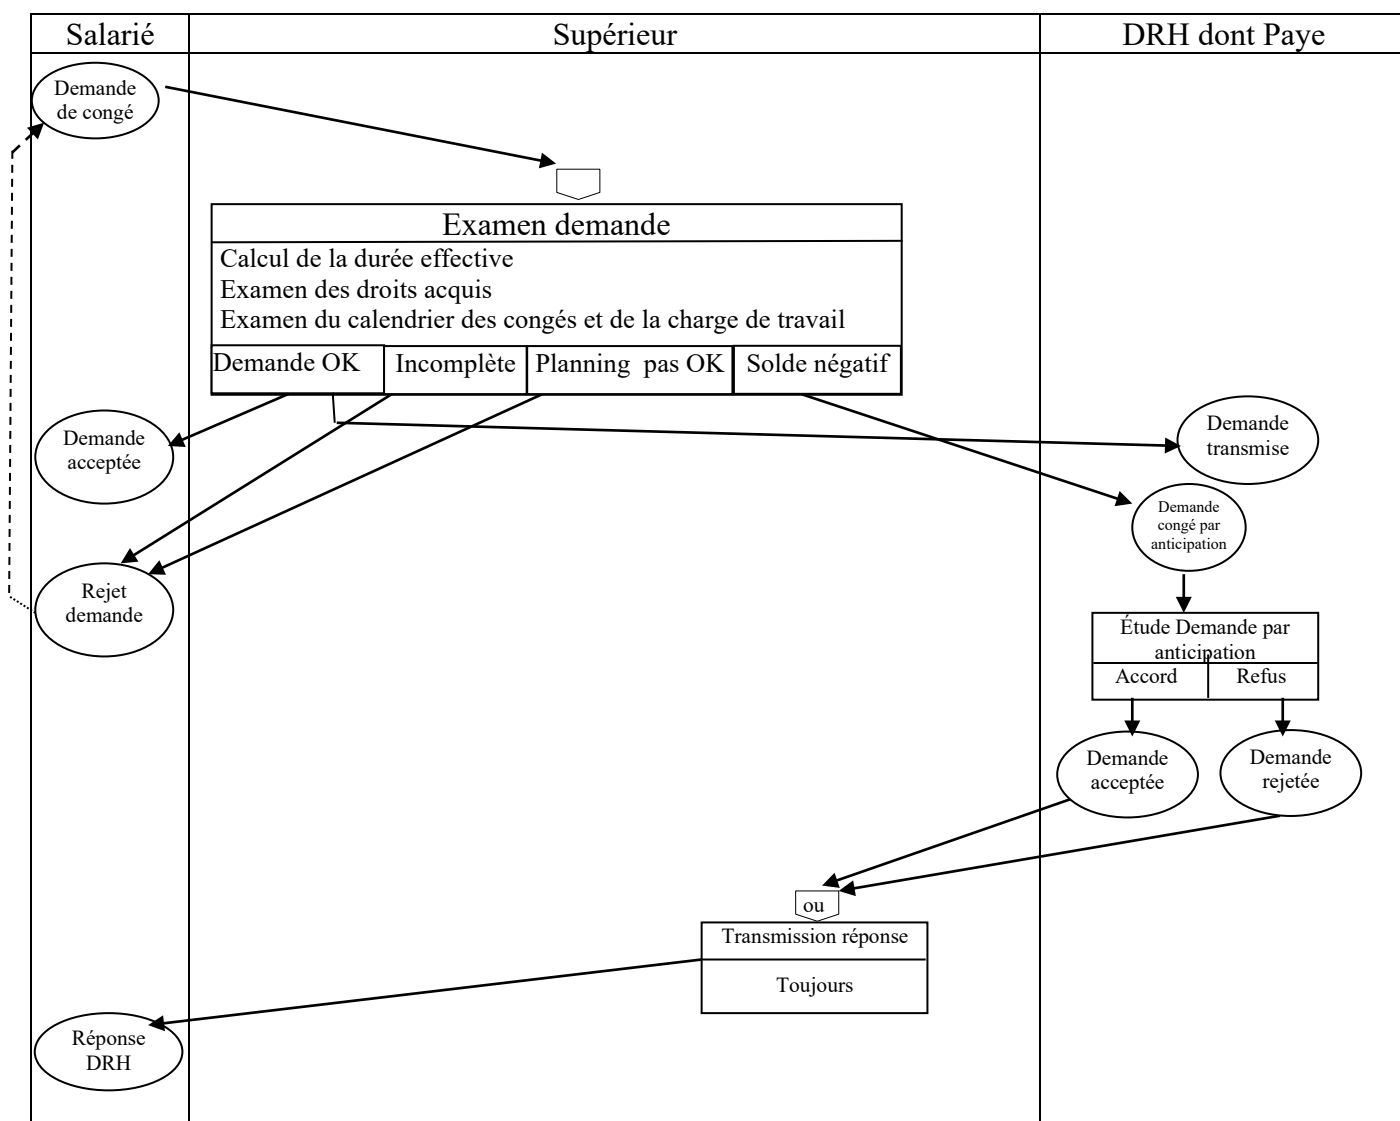 Salarié
Supérieur
DRH dont Paye
Demande
de congé
Examen demande
Calcul de la durée effective
Examen des droits acquis
Examen du calendrier des congés et de la charge de travail
Demande OK
Incomplète
Planning pas OK
Solde négatif
Demande
acceptée
Demande
transmise
Demande
congé par
anticipation
Rejet
demande
Étude Demande par
anticipation
Accord
Refus
Demande
acceptée
Demande
rejetée
ou
Transmission réponse
Toujours
Réponse
DRH